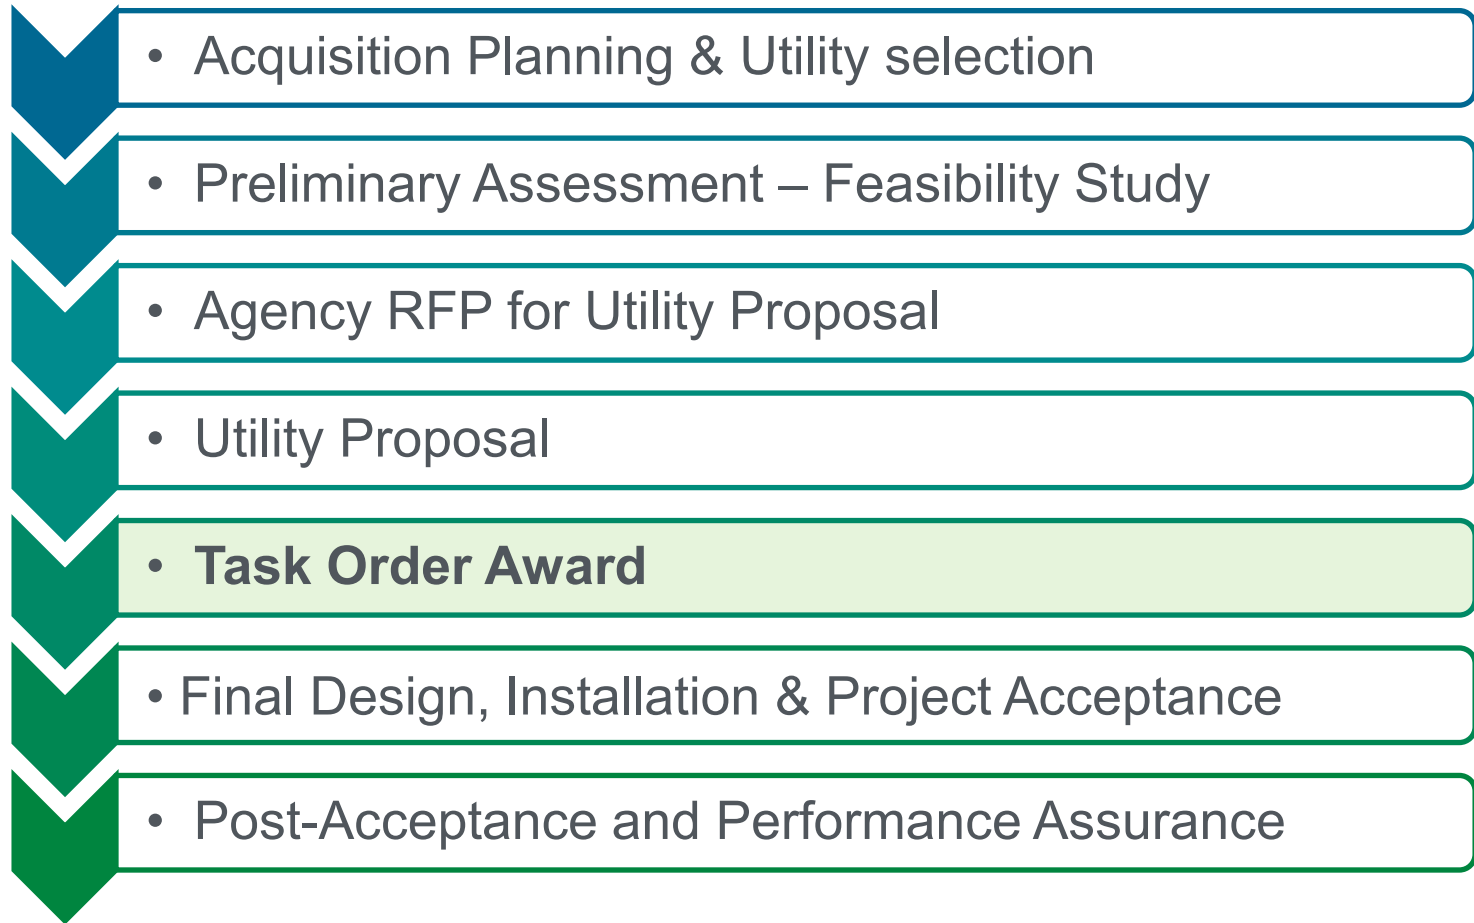 • Acquisition Planning & Utility selection
• Preliminary Assessment – Feasibility Study
• Agency RFP for Utility Proposal
• Utility Proposal
• Task Order Award
• Final Design, Installation & Project Acceptance
• Post-Acceptance and Performance Assurance